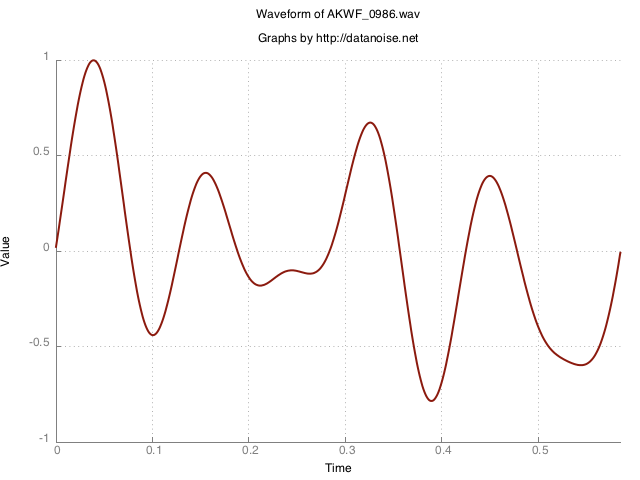 Waveform of AKWF_0986.wav
Graphs by http://datanoise.net
1
0.5
0
-0.5
-1
Value
0 0.1 0.2 0.3 0.4 0.5
Time